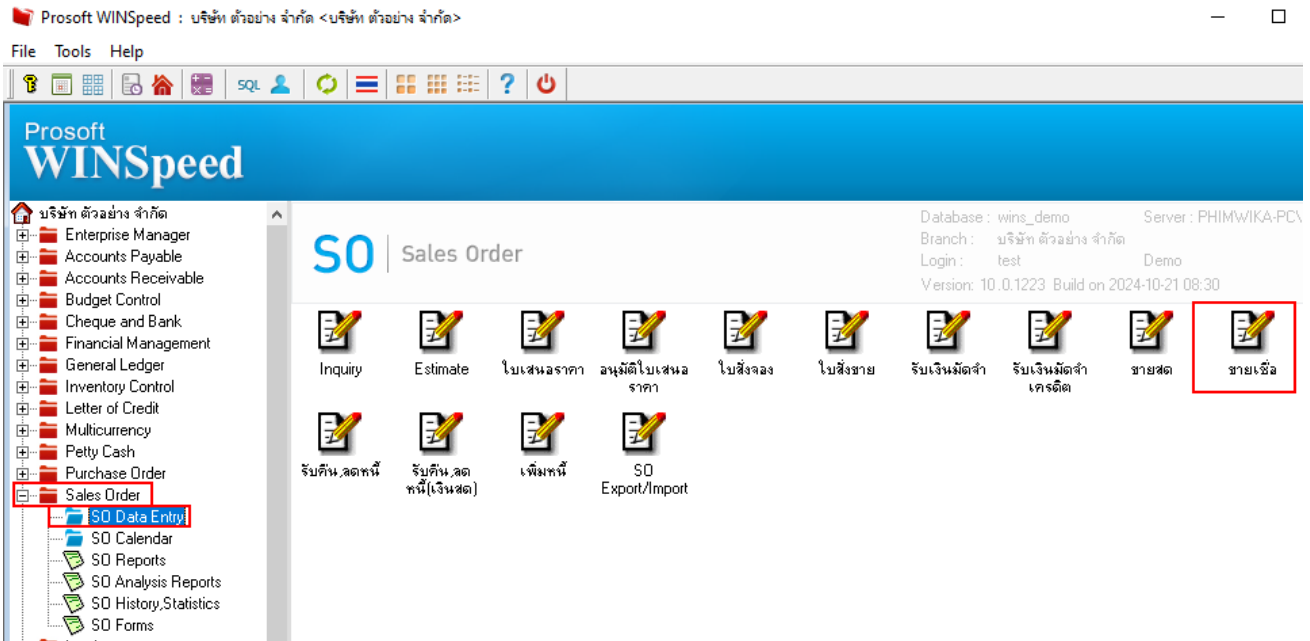 Prosoft WINSpeed : บริษัท ตัวอย่าง จำกัด <บริษัท ตัวอย่าง จำกัด>
File Tools Help
SQL
?
Prosoft
WINSpeed
บริษัท ตัวอย่าง จำกัด
Enterprise Manager
Accounts Payable
Accounts Receivable
Budget Control
Cheque and Bank
Financial Management
General Ledger
Inventory Control
Letter of Credit
Multicurrency
Petty Cash
Purchase Order
Sales Order
SO Data Entry
SO Calendar
SO Reports
SO Analysis Reports
SO History,Statistics
SO Forms
SO Sales Order
Database : wins_demo Server : PHIMWIKA-PC\
Branch : บริษัท ตัวอย่าง จำกัด
Login : test Demo
Version: 10.0.1223 Build on 2024-10-21 08:30
Inquiry
Estimate
ใบเสนอราคา
อนุมัติใบเสนอ
ราคา
ใบสั่งจอง
ใบสั่งขาย
รับเงินมัดจำ
รับเงินมัดจำ
เครดิต
ขายสด
ขายเชื่อ
รับคืน,ลดหนี้
รับคืน,ลด
หนี้(เงินสด)
เพิ่มหนี้
SO
Export/Import